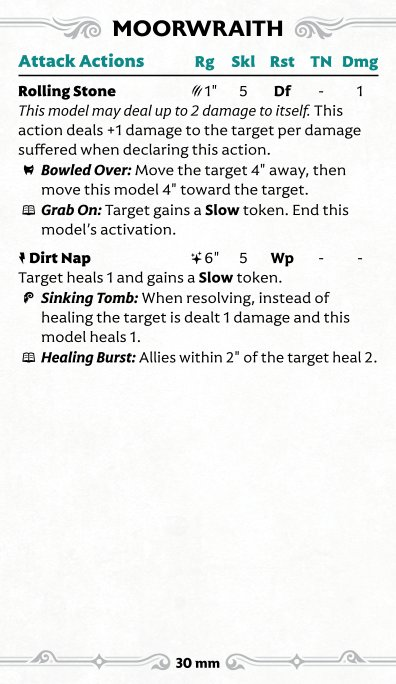 MOORWRAITH
Attack Actions Rg Skl Rst TN Dmg
Rolling Stone 1" 5 Df - 1
This model may deal up to 2 damage to itself. This
action deals +1 damage to the target per damage
suffered when declaring this action.
Bowled Over: Move the target 4" away, then
move this model 4" toward the target.
Grab On: Target gains a Slow token. End this
model's activation.
Dirt Nap 6" 5 Wp - -
Target heals 1 and gains a Slow token.
Sinking Tomb: When resolving, instead of
healing the target is dealt 1 damage and this
model heals 1.
Healing Burst: Allies within 2" of the target heal 2.
30 mm